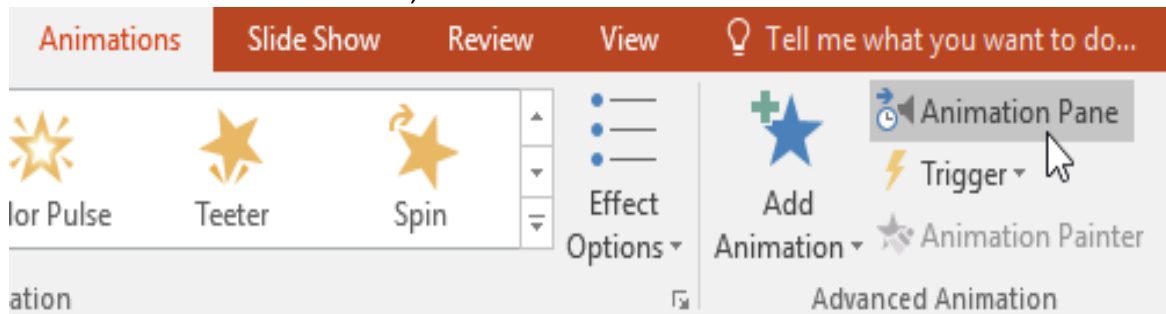 Animations Slide Show Review View Tell me what you want to do...
Animation Pane
Trigger
lor Pulse Teeter Spin
Effect Options
Add Animation
Animation Painter
ation
Advanced Animation